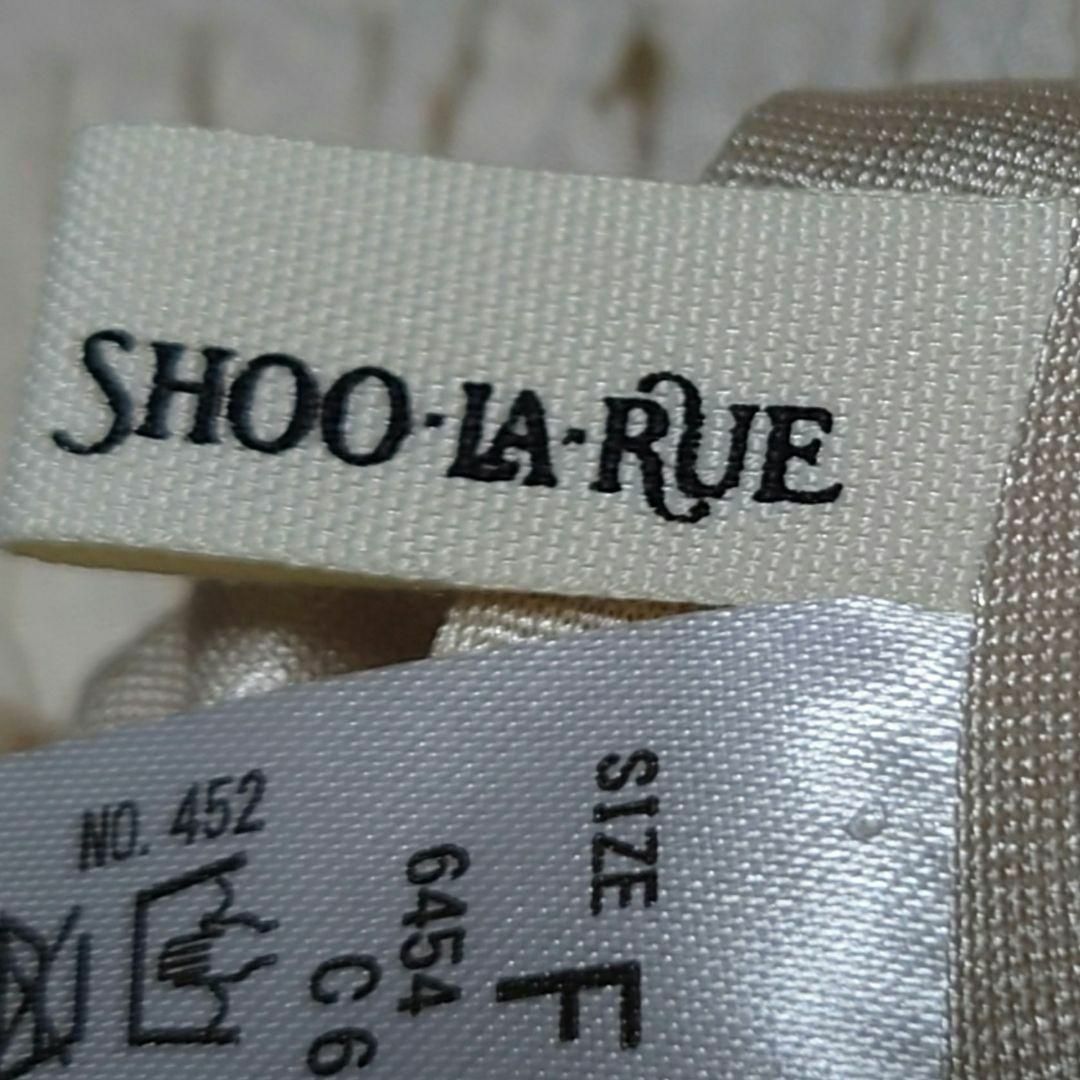 SHOO·LA·RUE
SIZE
F
6454
C6
NO. 452